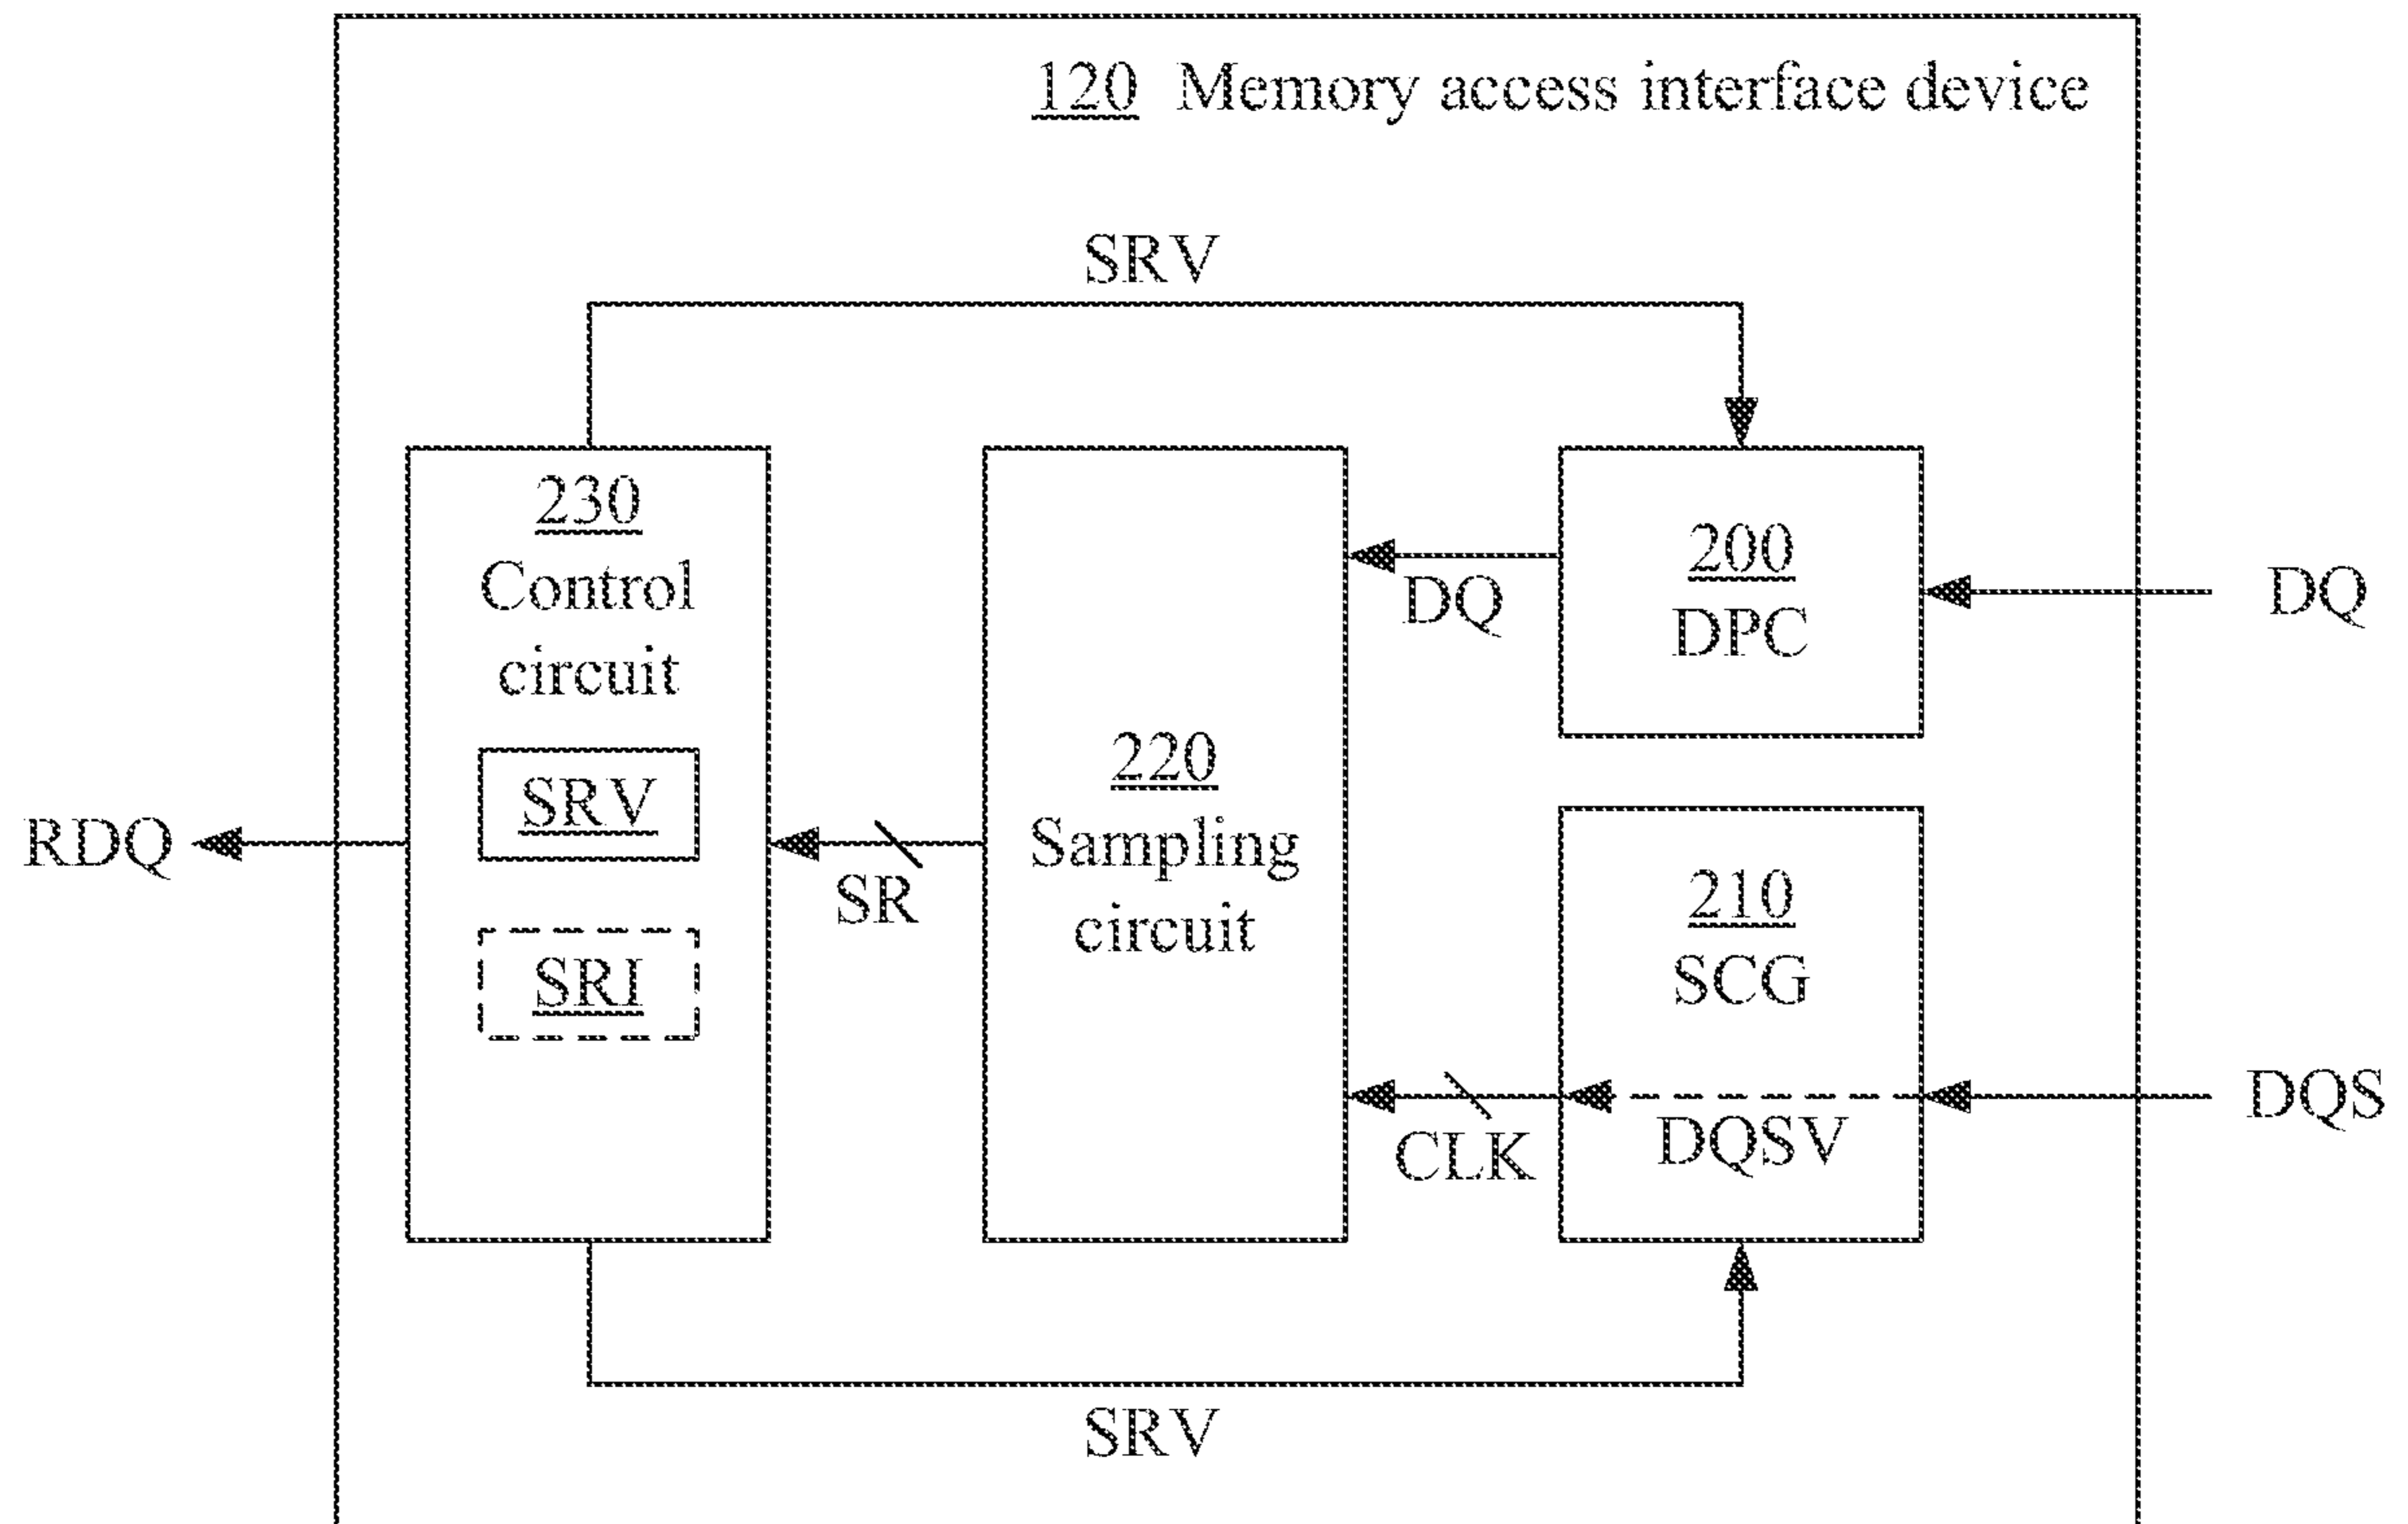 120 Memory access interface device
SRV
230
Control
circuit
SRV
SRI
RDQ
SR
220
Sampling
circuit
DQ
200
DPC
DQ
210
SCG
DQSV
CLK
DQS
SRV